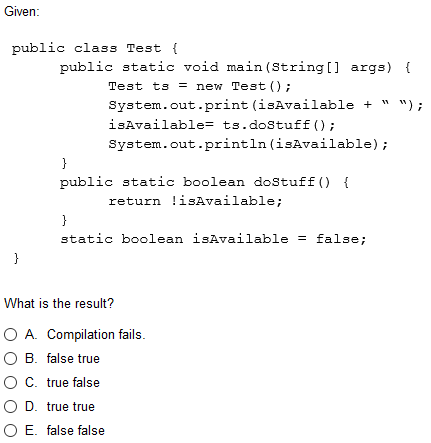 Given:
public class Test {
public static void main(String[] args) {
Test ts = new Test();
System.out.print(isAvailable + “ “);
isAvailable= ts.doStuff();
System.out.println(isAvailable);
}
public static boolean doStuff() {
return !isAvailable;
}
static boolean isAvailable = false;
}
What is the result?
A. Compilation fails.
B. false true
C. true false
D. true true
E. false false